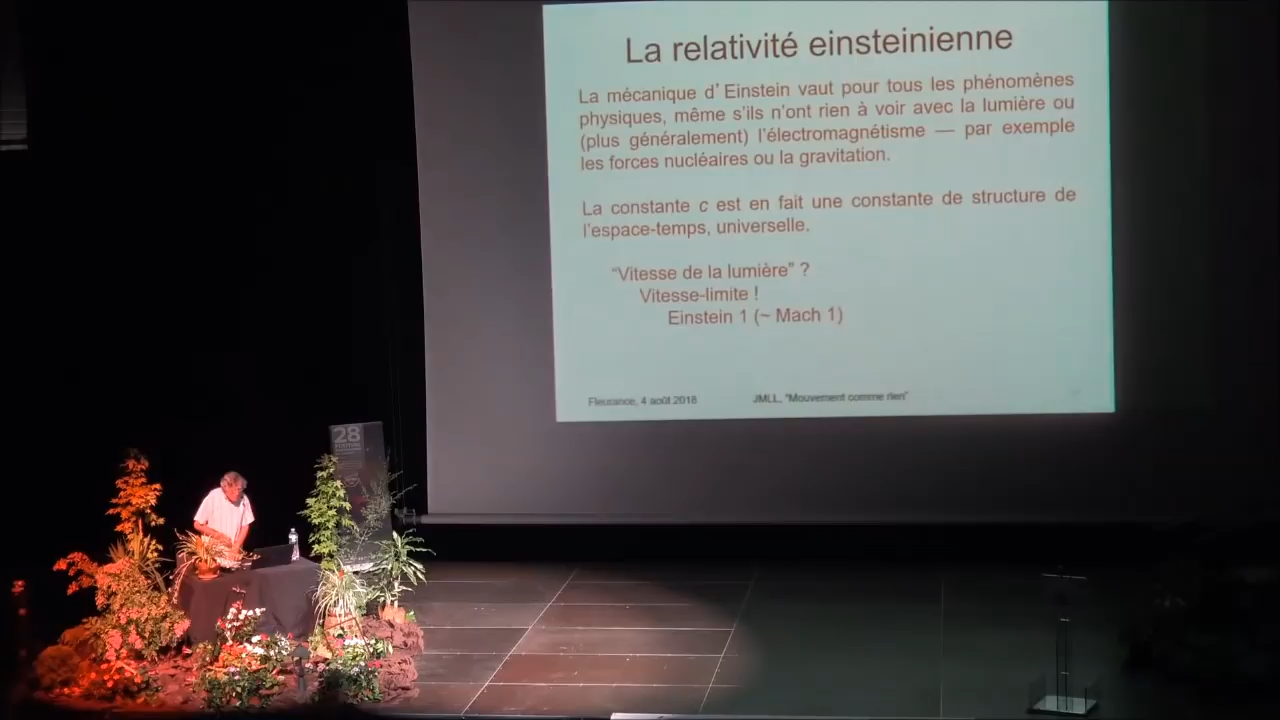 La relativité einsteinienne
La mécanique d'Einstein vaut pour tous les phénomènes
physiques, même s'ils n'ont rien à voir avec la lumière ou
(plus généralement) l'électromagnétisme — par exemple
les forces nucléaires ou la gravitation.
La constante c est en fait une constante de structure de
l'espace-temps, universelle.
“Vitesse de la lumière” ?
Vitesse-limite !
Einstein 1 (~ Mach 1)
Fleurance, 4 août 2018
JMLL, “Mouvement comme rien”
28
FESTIVAL